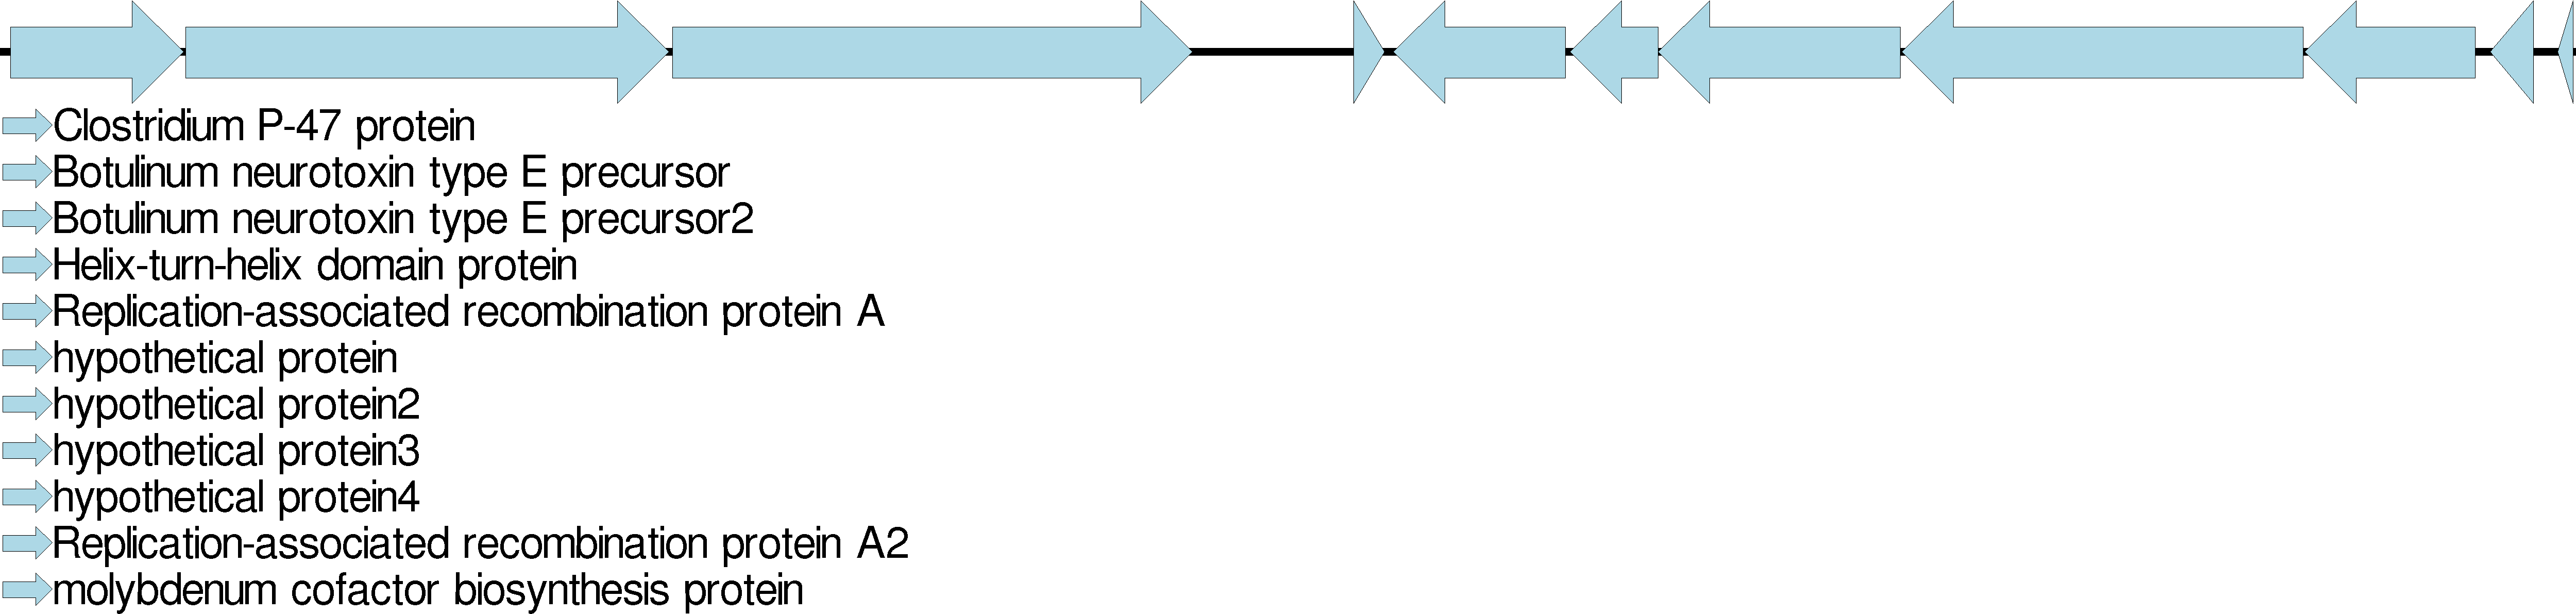 Clostridium P-47 protein
Botulinum neurotoxin type E precursor
Botulinum neurotoxin type E precursor2
Helix-turn-helix domain protein
Replication-associated recombination protein A
hypothetical protein
hypothetical protein2
hypothetical protein3
hypothetical protein4
Replication-associated recombination protein A2
molybdenum cofactor biosynthesis protein